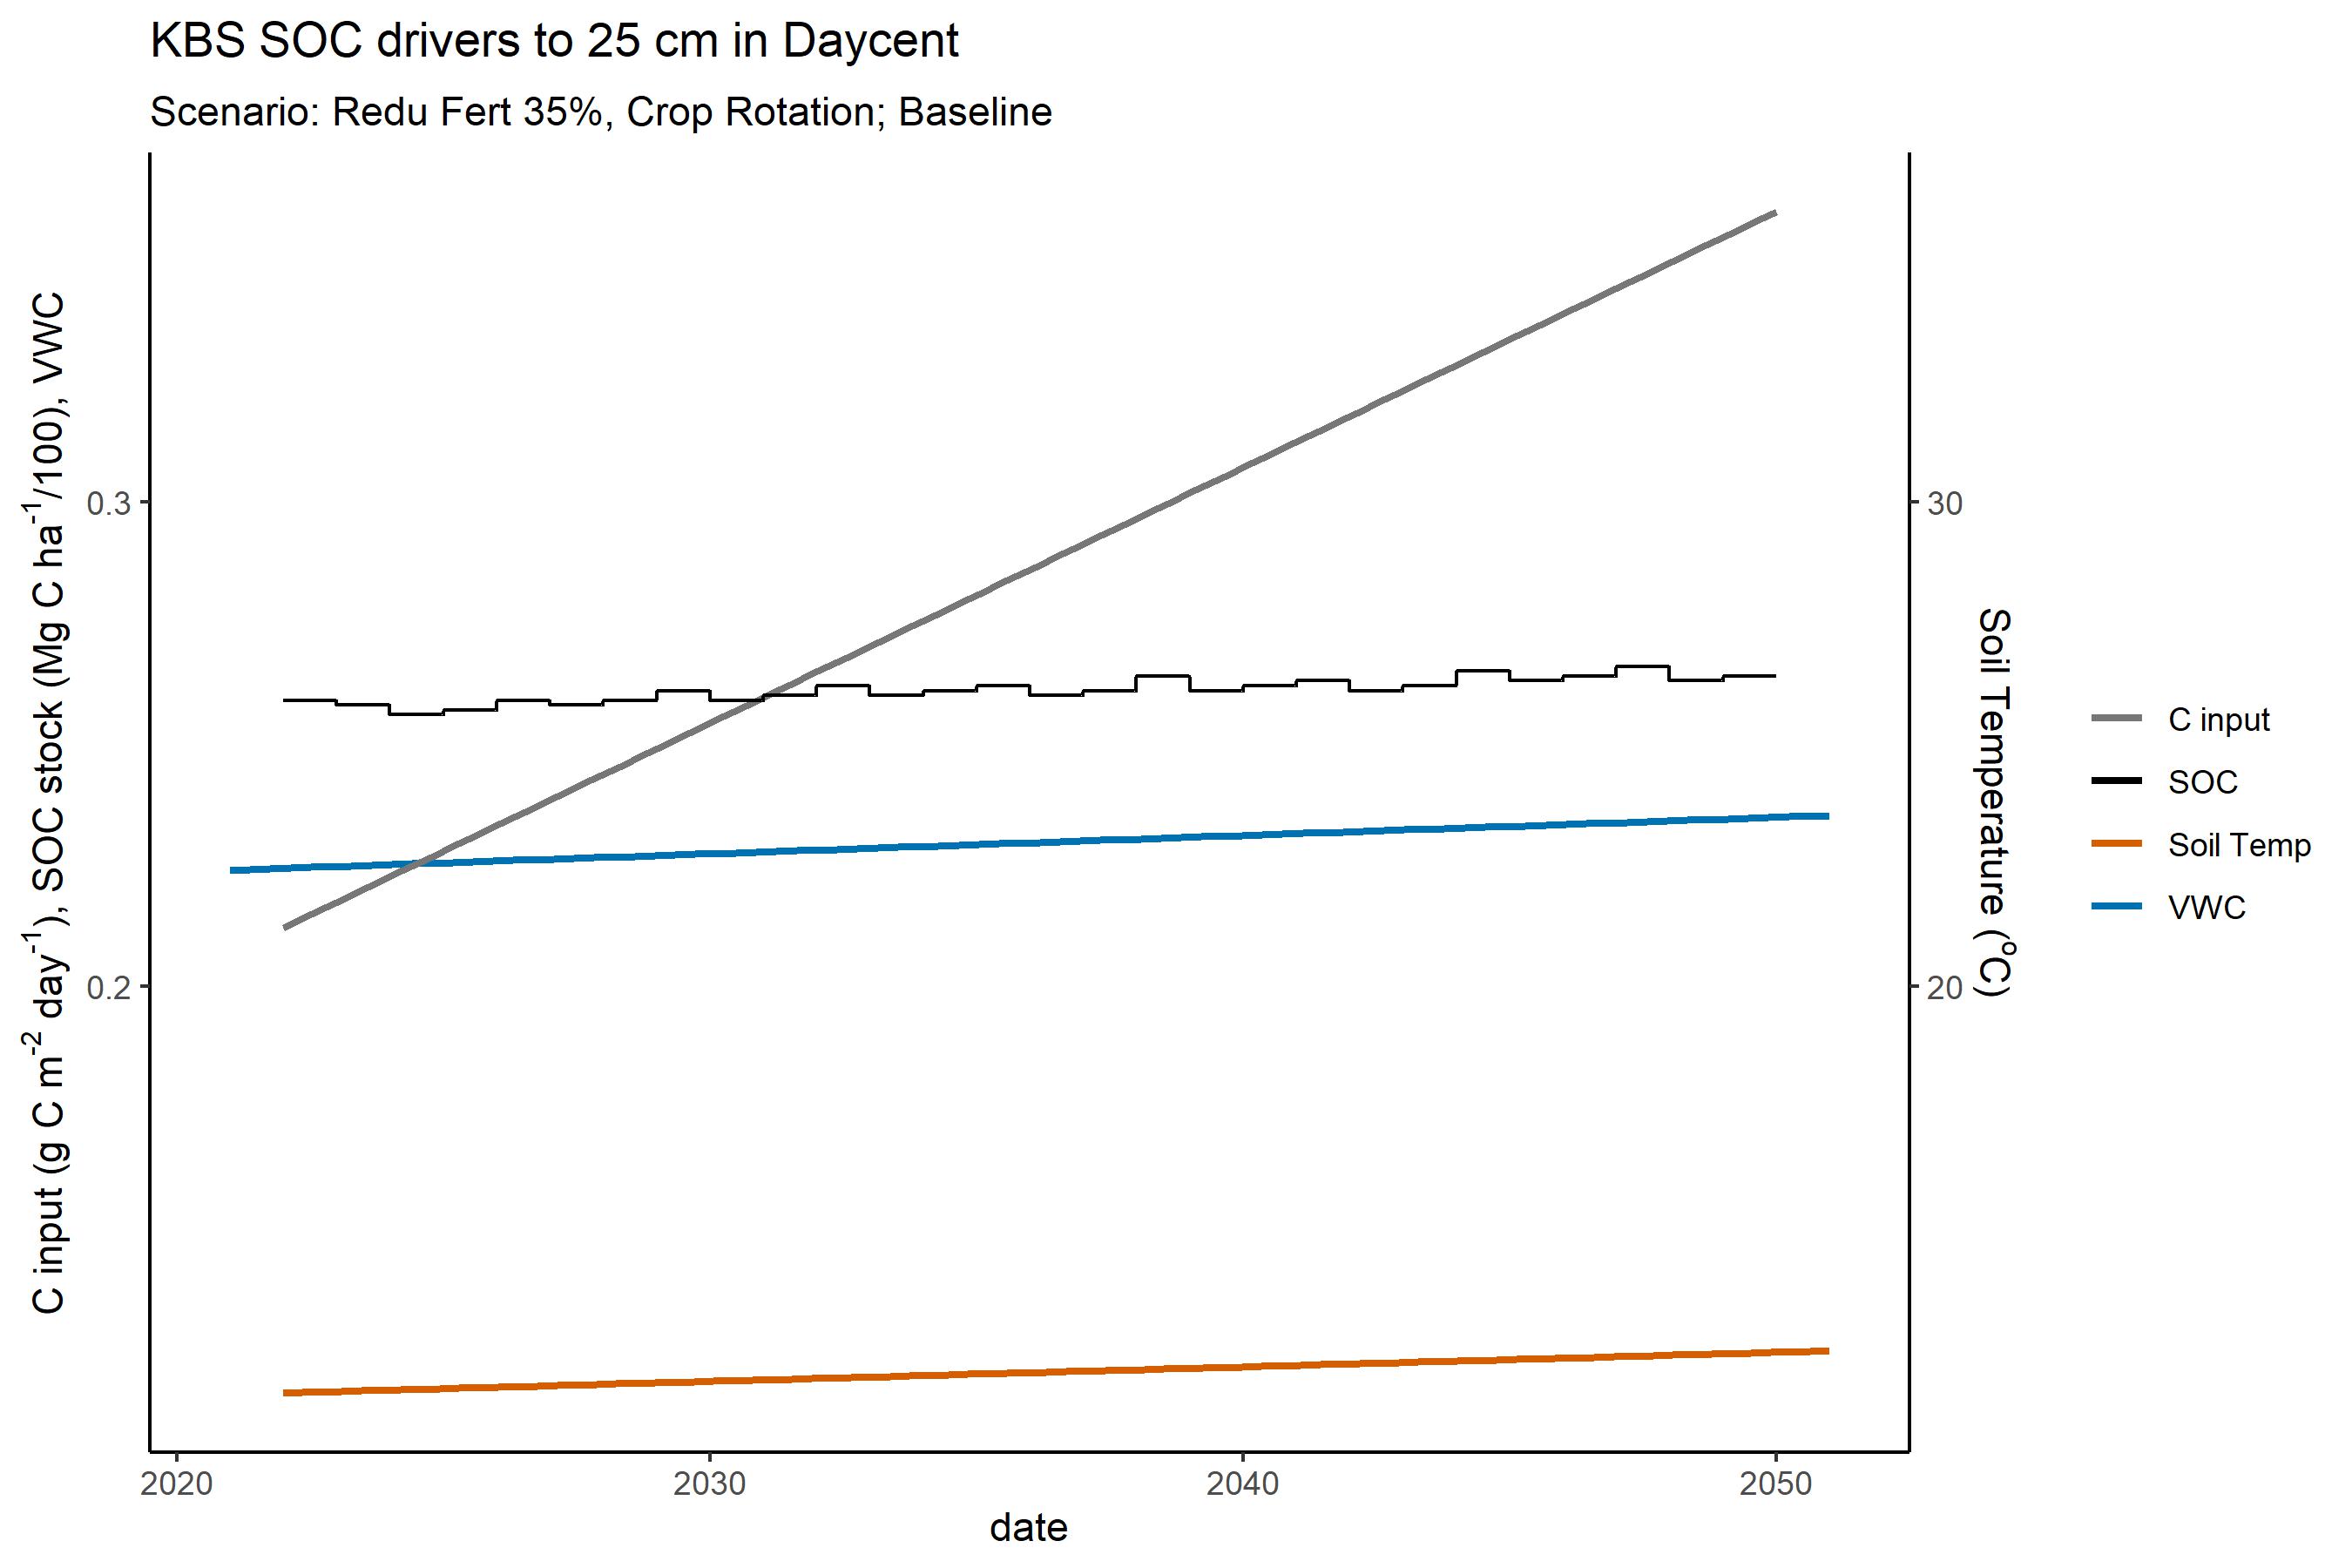 KBS SOC drivers to 25 cm in Daycent
Scenario: Redu Fert 35%, Crop Rotation; Baseline
C input (g C m⁻² day⁻¹), SOC stock (Mg C ha⁻¹/100), VWC
0.3
0.2
30
20
Soil Temperature (°C)
C input
SOC
Soil Temp
VWC
2020
2030
2040
2050
date